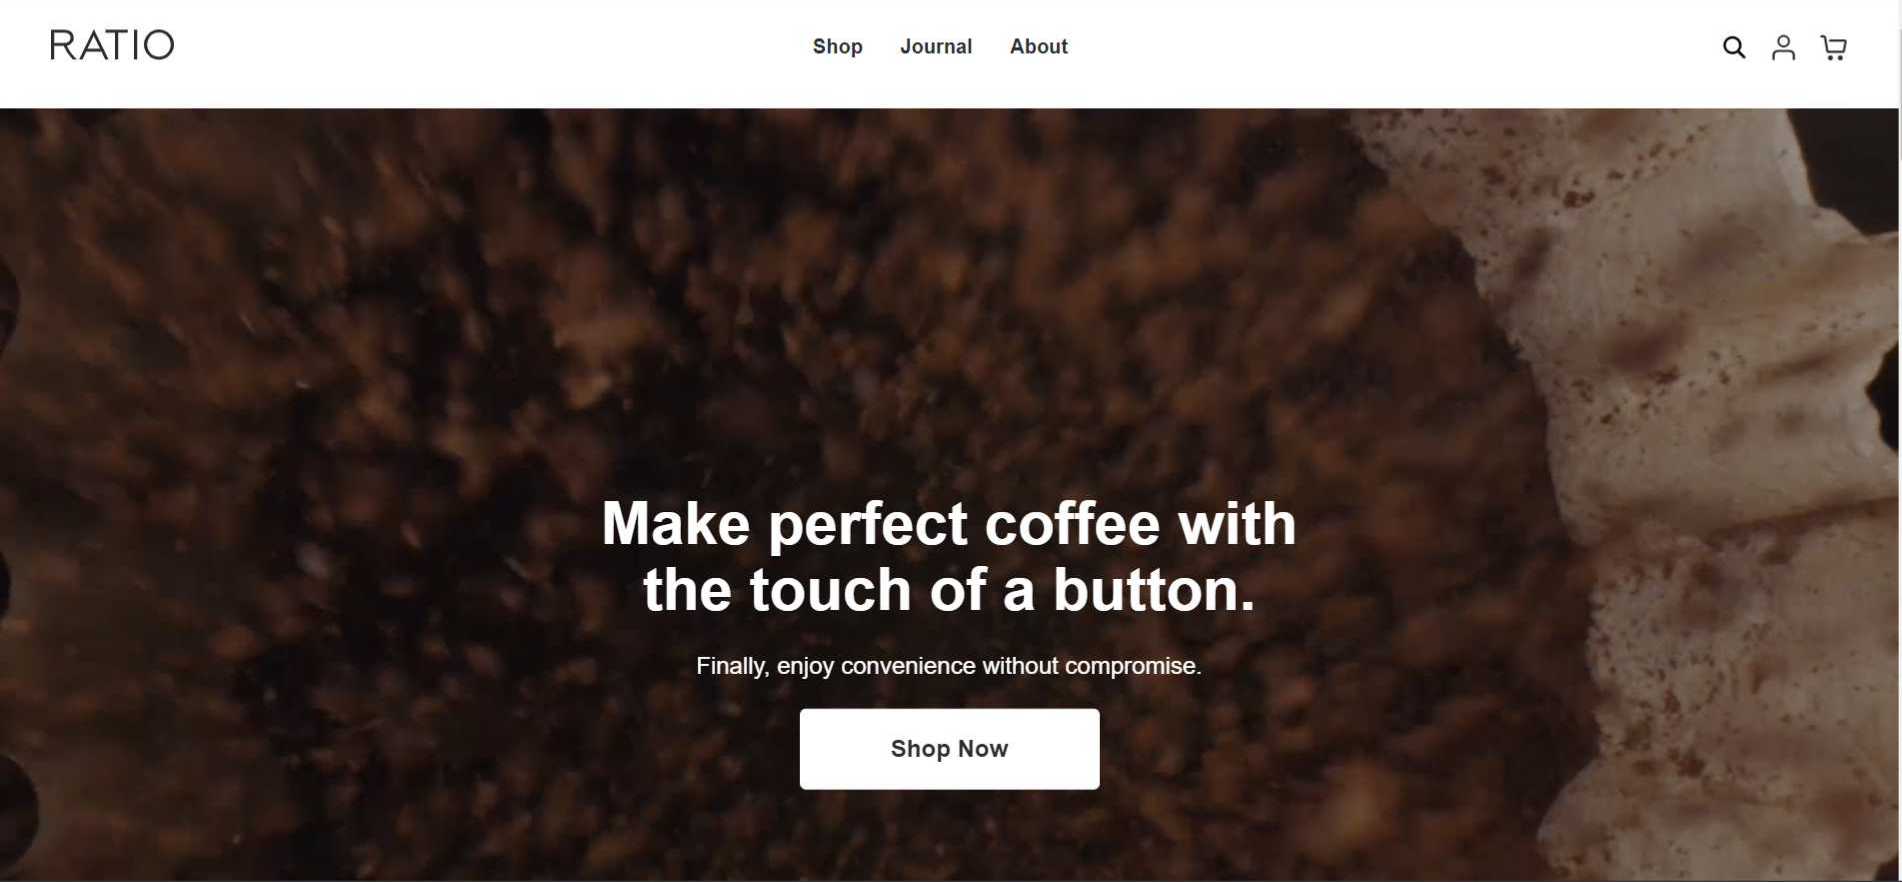 RATIO
Shop
Journal
About
Make perfect coffee with
the touch of a button.
Finally, enjoy convenience without compromise.
Shop Now